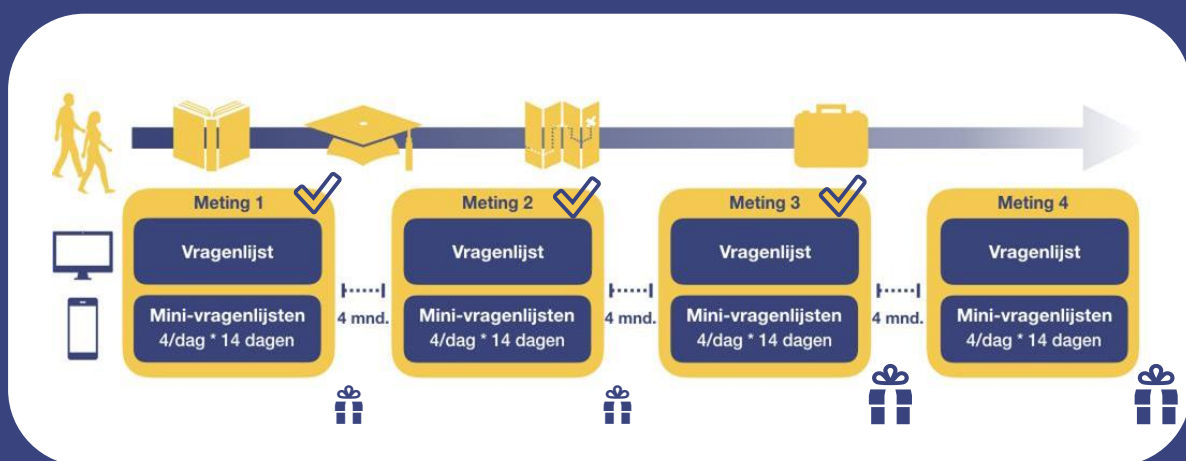 Meting 1
Vragenlijst
Mini-vragenlijsten
4/dag * 14 dagen
4 mnd.
Meting 2
Vragenlijst
Mini-vragenlijsten
4/dag * 14 dagen
4 mnd.
Meting 3
Vragenlijst
Mini-vragenlijsten
4/dag * 14 dagen
4 mnd.
Meting 4
Vragenlijst
Mini-vragenlijsten
4/dag * 14 dagen